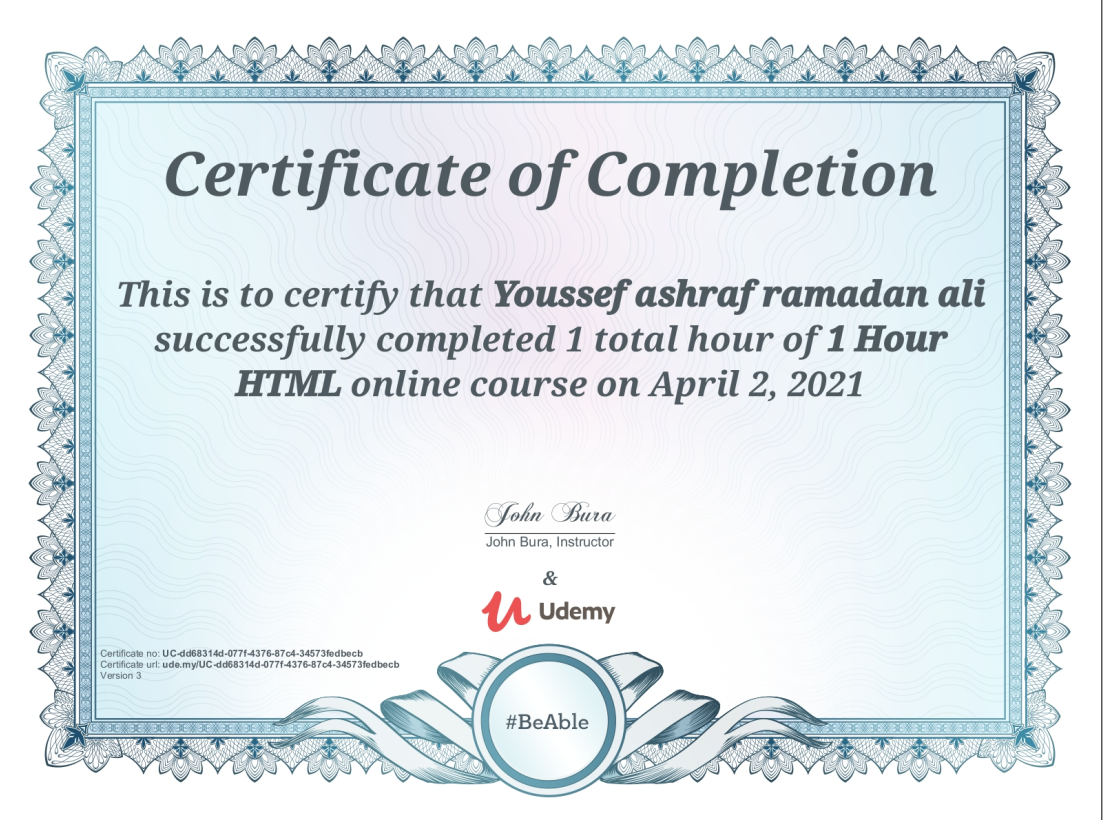 Certificate of Completion
This is to certify that Youssef ashraf ramadan ali
successfully completed 1 total hour of 1 Hour
HTML online course on April 2, 2021
John Bura
John Bura, Instructor
&
Udemy
Certificate no: UC-dd68314d-077f-4376-87c4-34573fedbecb
Certificate url: ude.my/UC-dd68314d-077f-4376-87c4-34573fedbecb
Version 3
#BeAble